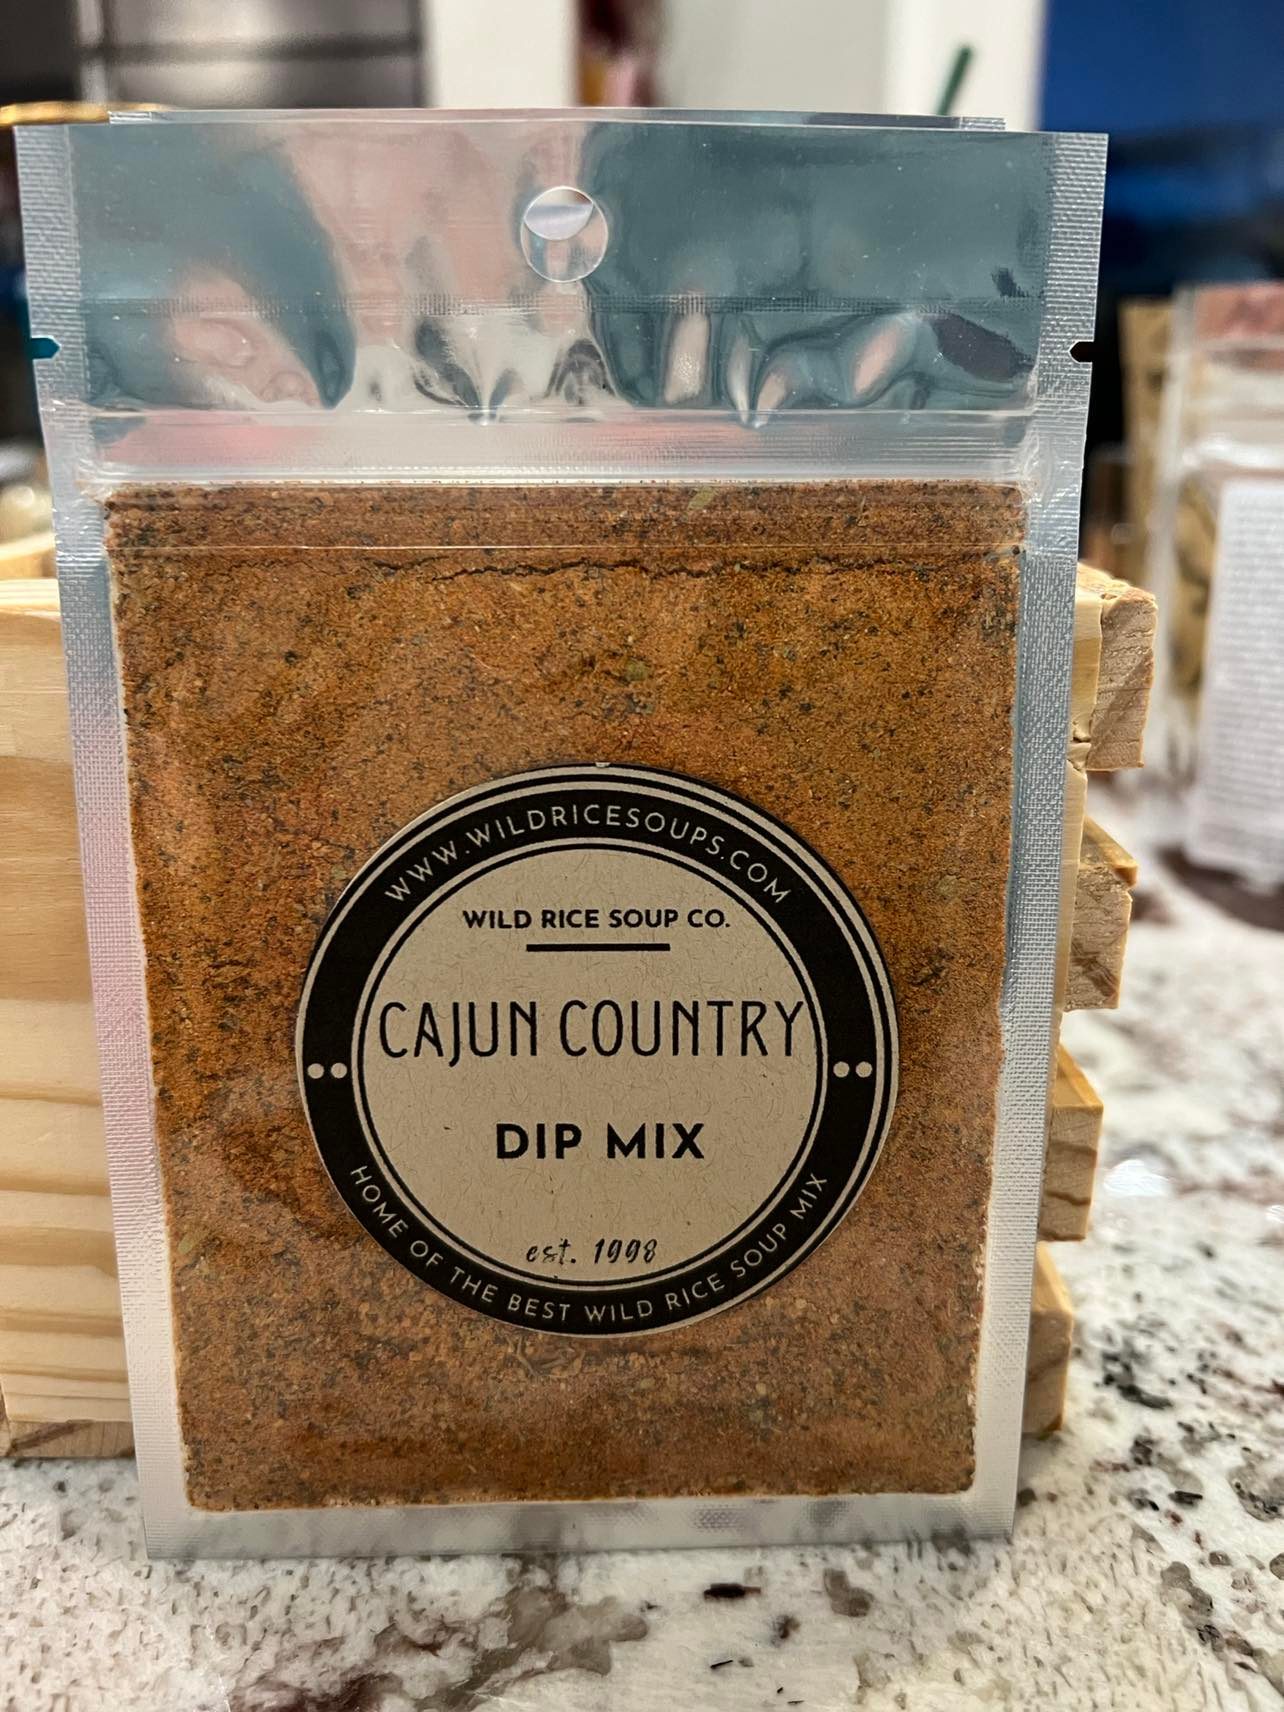 WWW.WILDRICESOUPS.COM
WILD RICE SOUP CO.
CAJUN COUNTRY
DIP MIX
est. 1998
HOME OF THE BEST WILD RICE SOUP MIX